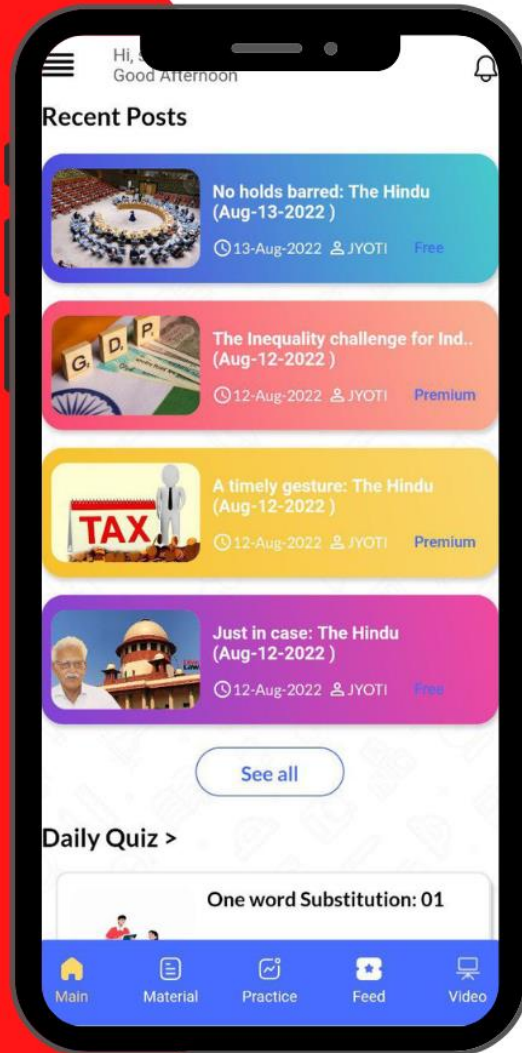 Hi,
Good Afternoon
Recent Posts
No holds barred: The Hindu
(Aug-13-2022 )
13-Aug-2022 JYOTI Free
G D P
The Inequality challenge for Ind..
(Aug-12-2022 )
12-Aug-2022 JYOTI Premium
TAX
A timely gesture: The Hindu
(Aug-12-2022 )
12-Aug-2022 JYOTI Premium
Just in case: The Hindu
(Aug-12-2022 )
12-Aug-2022 JYOTI Free
See all
Daily Quiz >
One word Substitution: 01
Main Material Practice Feed Video